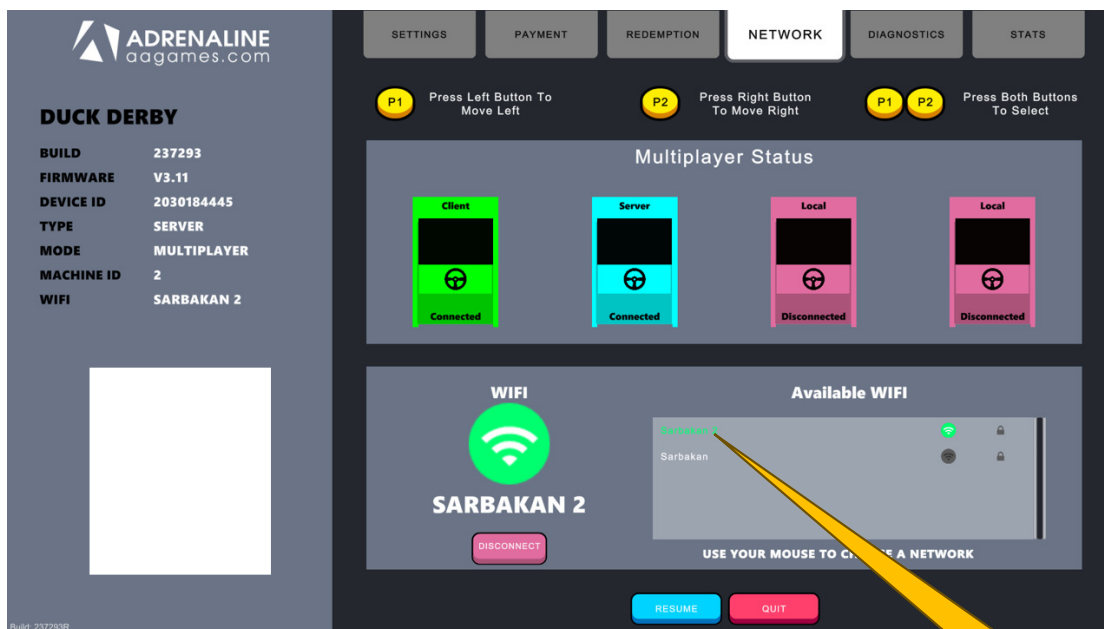 ADRENALINE
aagames.com
SETTINGS
PAYMENT
REDEMPTION
NETWORK
DIAGNOSTICS
STATS
P1
Press Left Button To
Move Left
P2
Press Right Button
To Move Right
P1
P2
Press Both Buttons
To Select
DUCK DERBY
BUILD 237293
FIRMWARE V3.11
DEVICE ID 2030184445
TYPE SERVER
MODE MULTIPLAYER
MACHINE ID 2
WIFI SARBAKAN 2
Multiplayer Status
Client
Connected
Server
Connected
Local
Disconnected
Local
Disconnected
WIFI
SARBAKAN 2
DISCONNECT
Available WIFI
Sarbakan
USE YOUR MOUSE TO A NETWORK
RESUME
QUIT
Build: 237293R